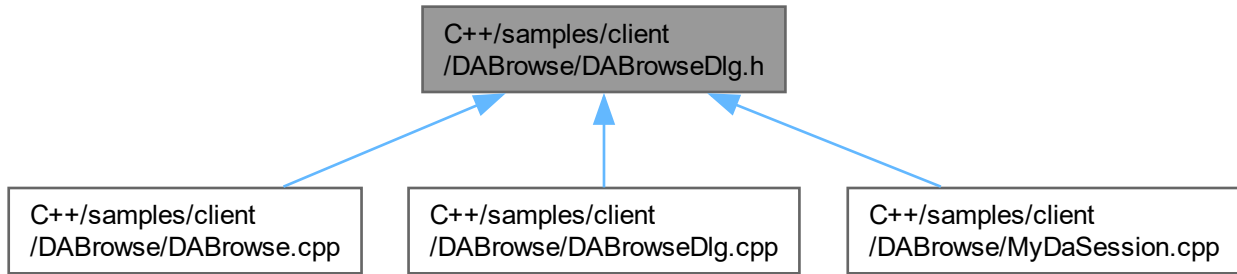 C++/samples/client
/DABrowse/DABrowseDlg.h
C++/samples/client
/DABrowse/DABrowse.cpp
C++/samples/client
/DABrowse/DABrowseDlg.cpp
C++/samples/client
/DABrowse/MyDaSession.cpp